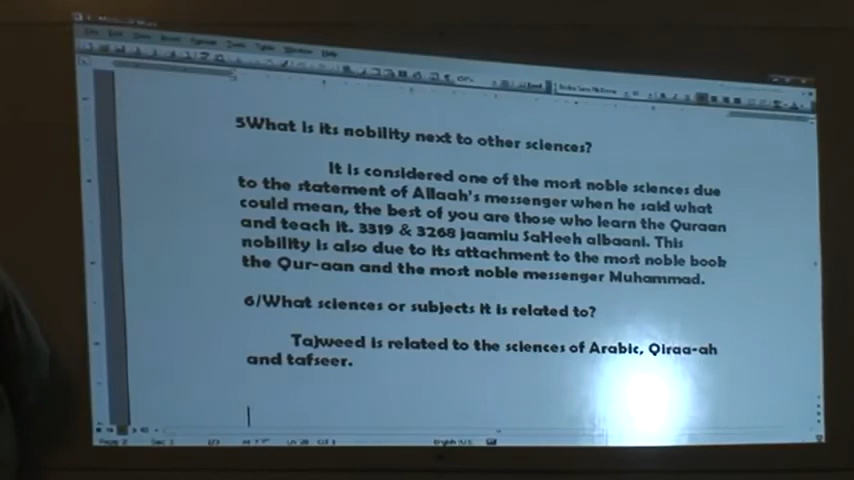 5What is its nobility next to other sciences?
It is considered one of the most noble sciences due
to the statement of Allaah's messenger when he said what
could mean, the best of you are those who learn the Quraan
and teach it. 3319 & 3268 Jaamiu SaHeeh albaani. This
nobility is also due to its attachment to the most noble book
the Qur-aan and the most noble messenger Muhammad.
6/What sciences or subjects it is related to?
Tajweed is related to the sciences of Arabic, Qiraa-ah
and tafseer.